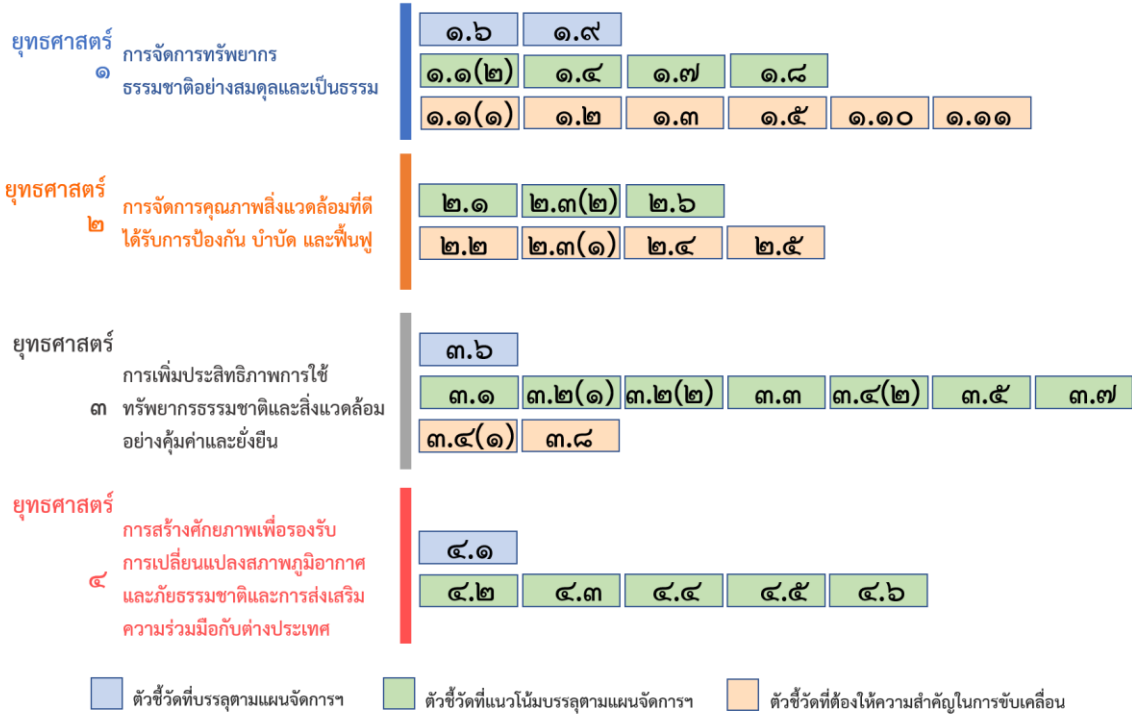 ยุทธศาสตร์
๑
การจัดการทรัพยากร
ธรรมชาติอย่างสมดุลและเป็นธรรม
๑.๖ ๑.๙
๑.๑(๒) ๑.๔ ๑.๗ ๑.๘
๑.๑(๑) ๑.๒ ๑.๓ ๑.๕ ๑.๑๐ ๑.๑๑
ยุทธศาสตร์
๒
การจัดการคุณภาพสิ่งแวดล้อมที่ดี
ได้รับการป้องกัน บำบัด และฟื้นฟู
๒.๑ ๒.๓(๒) ๒.๖
๒.๒ ๒.๓(๑) ๒.๔ ๒.๕
ยุทธศาสตร์
๓
การเพิ่มประสิทธิภาพการใช้
ทรัพยากรธรรมชาติและสิ่งแวดล้อม
อย่างคุ้มค่าและยั่งยืน
๓.๖
๓.๑ ๓.๒(๑) ๓.๒(๒) ๓.๓ ๓.๔(๒) ๓.๕ ๓.๗
๓.๔(๑) ๓.๘
ยุทธศาสตร์
๔
การสร้างศักยภาพเพื่อรองรับ
การเปลี่ยนแปลงสภาพภูมิอากาศ
และภัยธรรมชาติและการส่งเสริม
ความร่วมมือกับต่างประเทศ
๔.๑
๔.๒ ๔.๓ ๔.๔ ๔.๕ ๔.๖
ตัวชี้วัดที่บรรลุตามแผนจัดการฯ
ตัวชี้วัดที่แนวโน้มบรรลุตามแผนจัดการฯ
ตัวชี้วัดที่ต้องให้ความสำคัญในการขับเคลื่อน